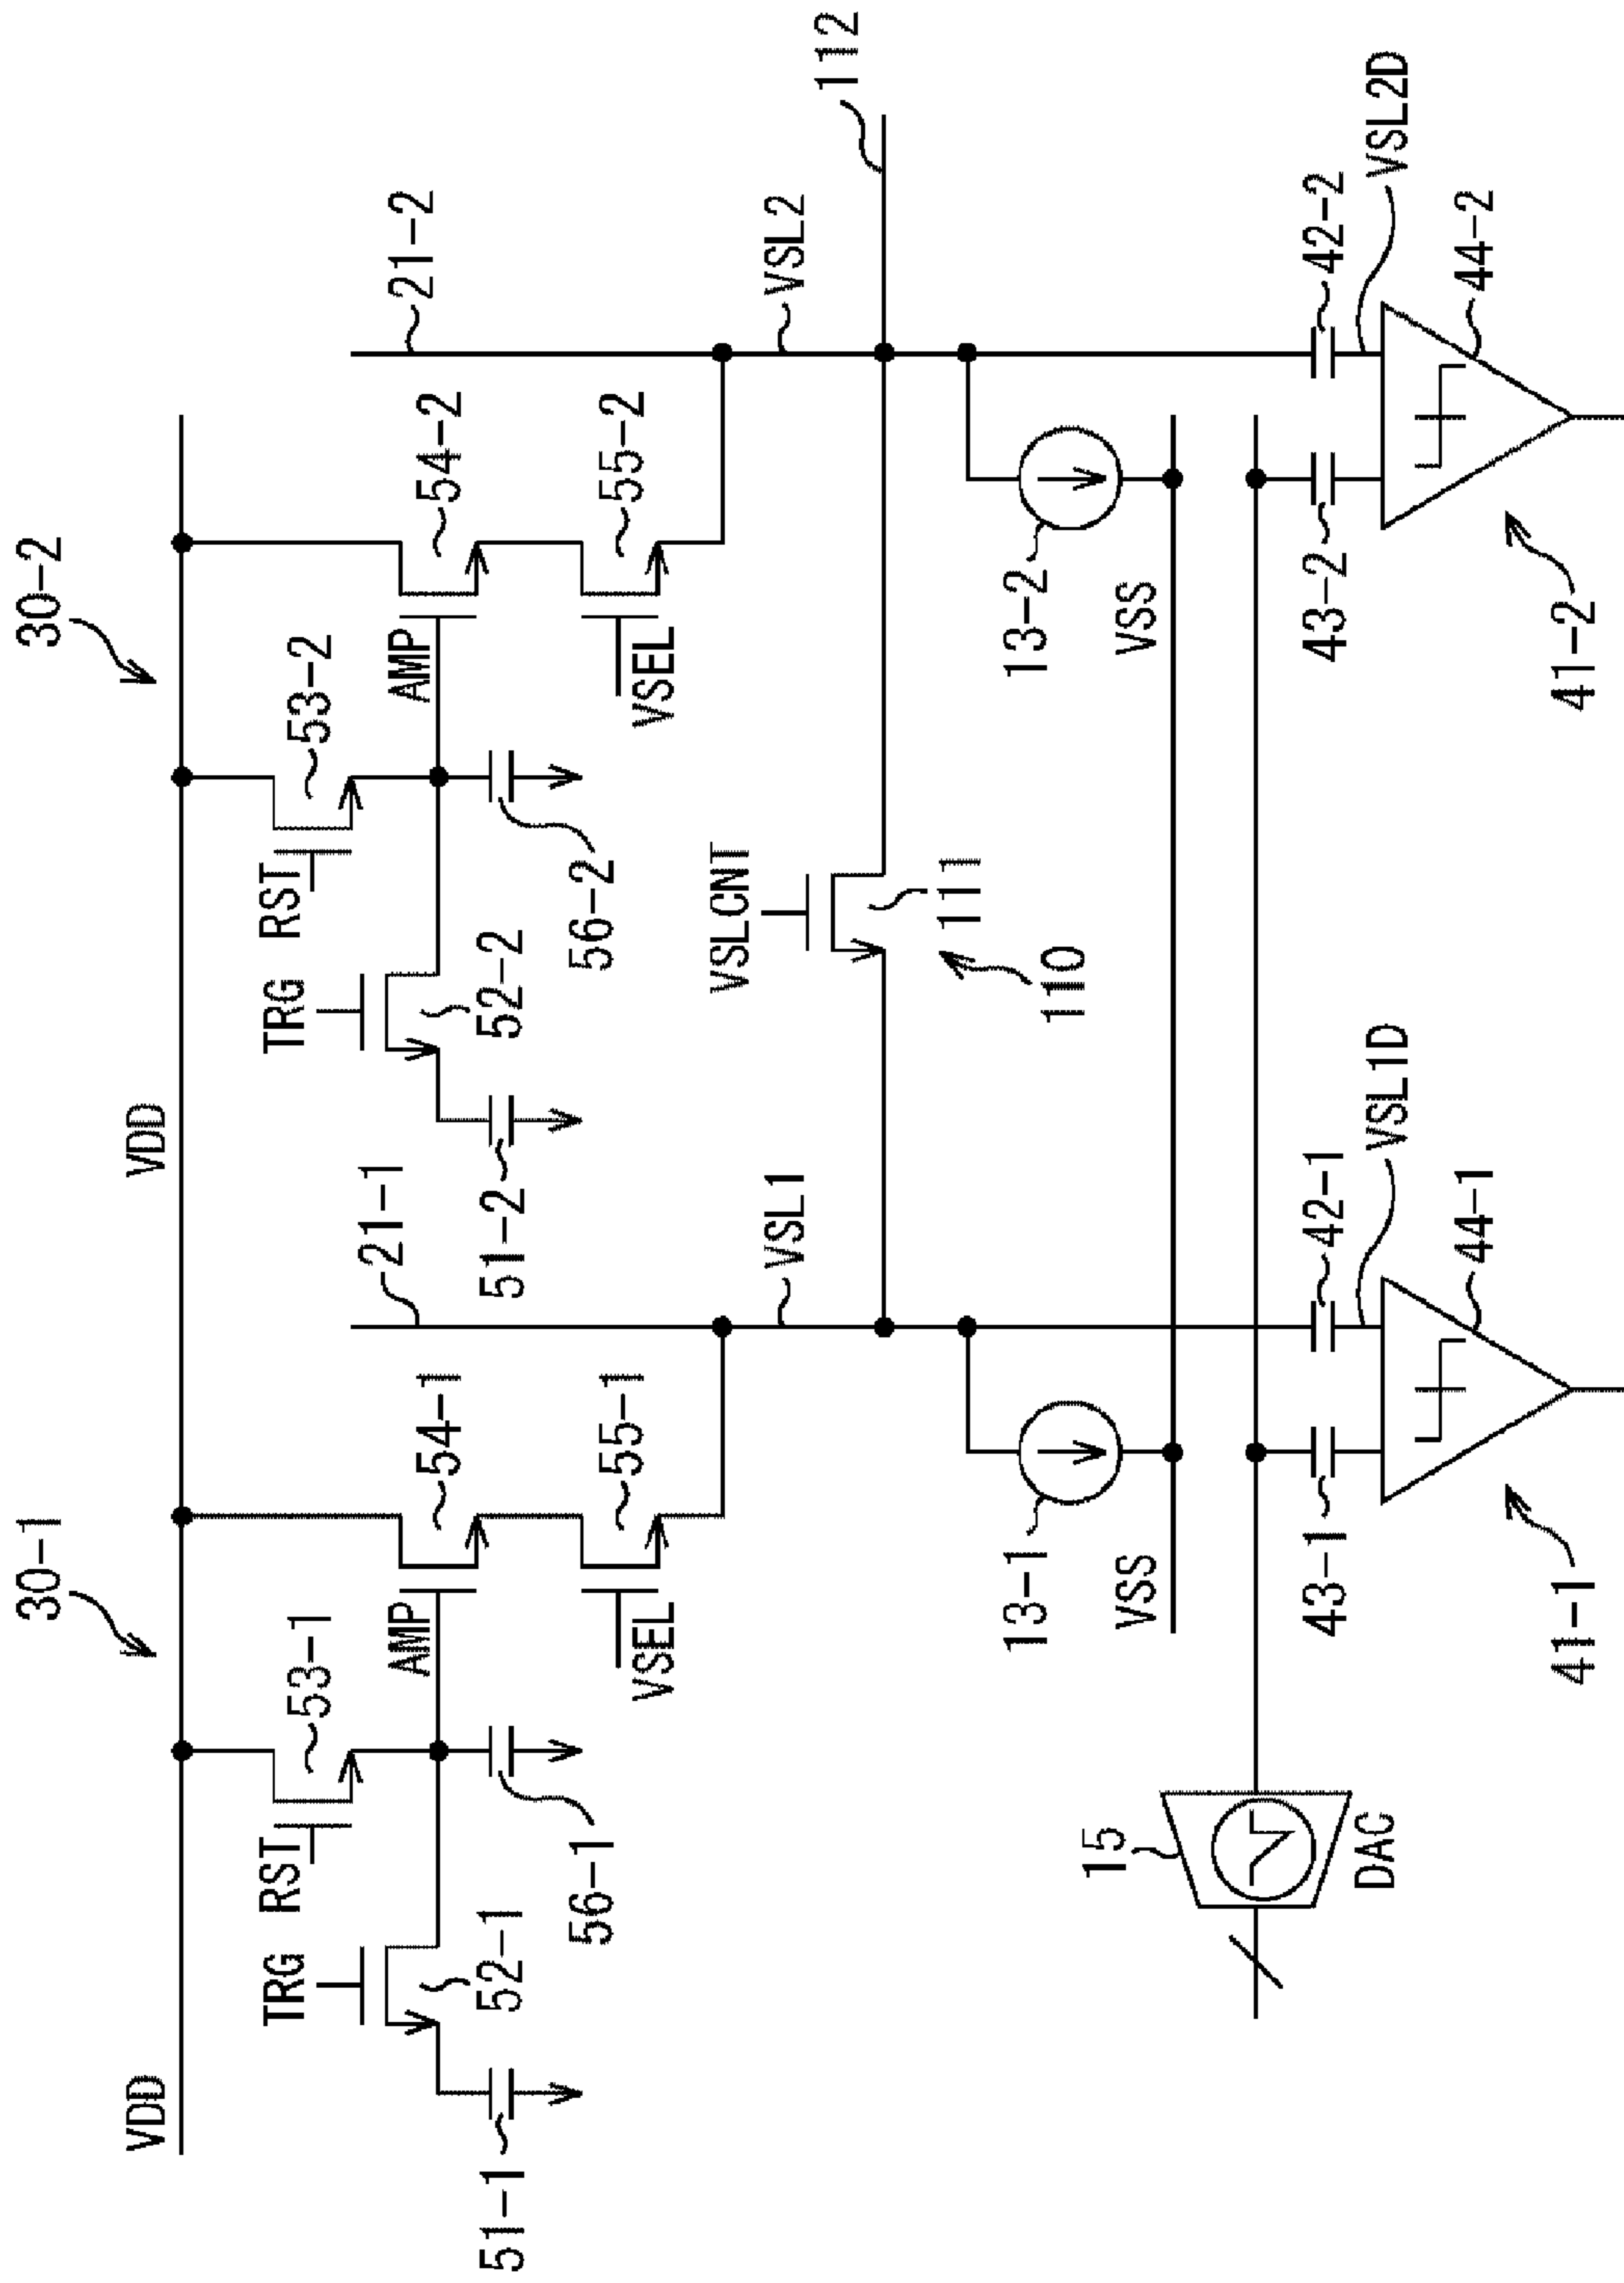 30-1
30-2
VDD
VDD
RST
53-1
54-1
21-1
TRG
AMP
52-1
51-1
56-1
VSEL
55-1
RST
53-2
54-2
21-2
TRG
AMP
52-2
51-2
56-2
VSEL
55-2
VSL1
VSLCNT
VSL2
112
111
110
13-1
13-2
VSS
VSS
15
DAC
43-1
42-1
VSL1D
44-1
41-1
43-2
42-2
VSL2D
44-2
41-2